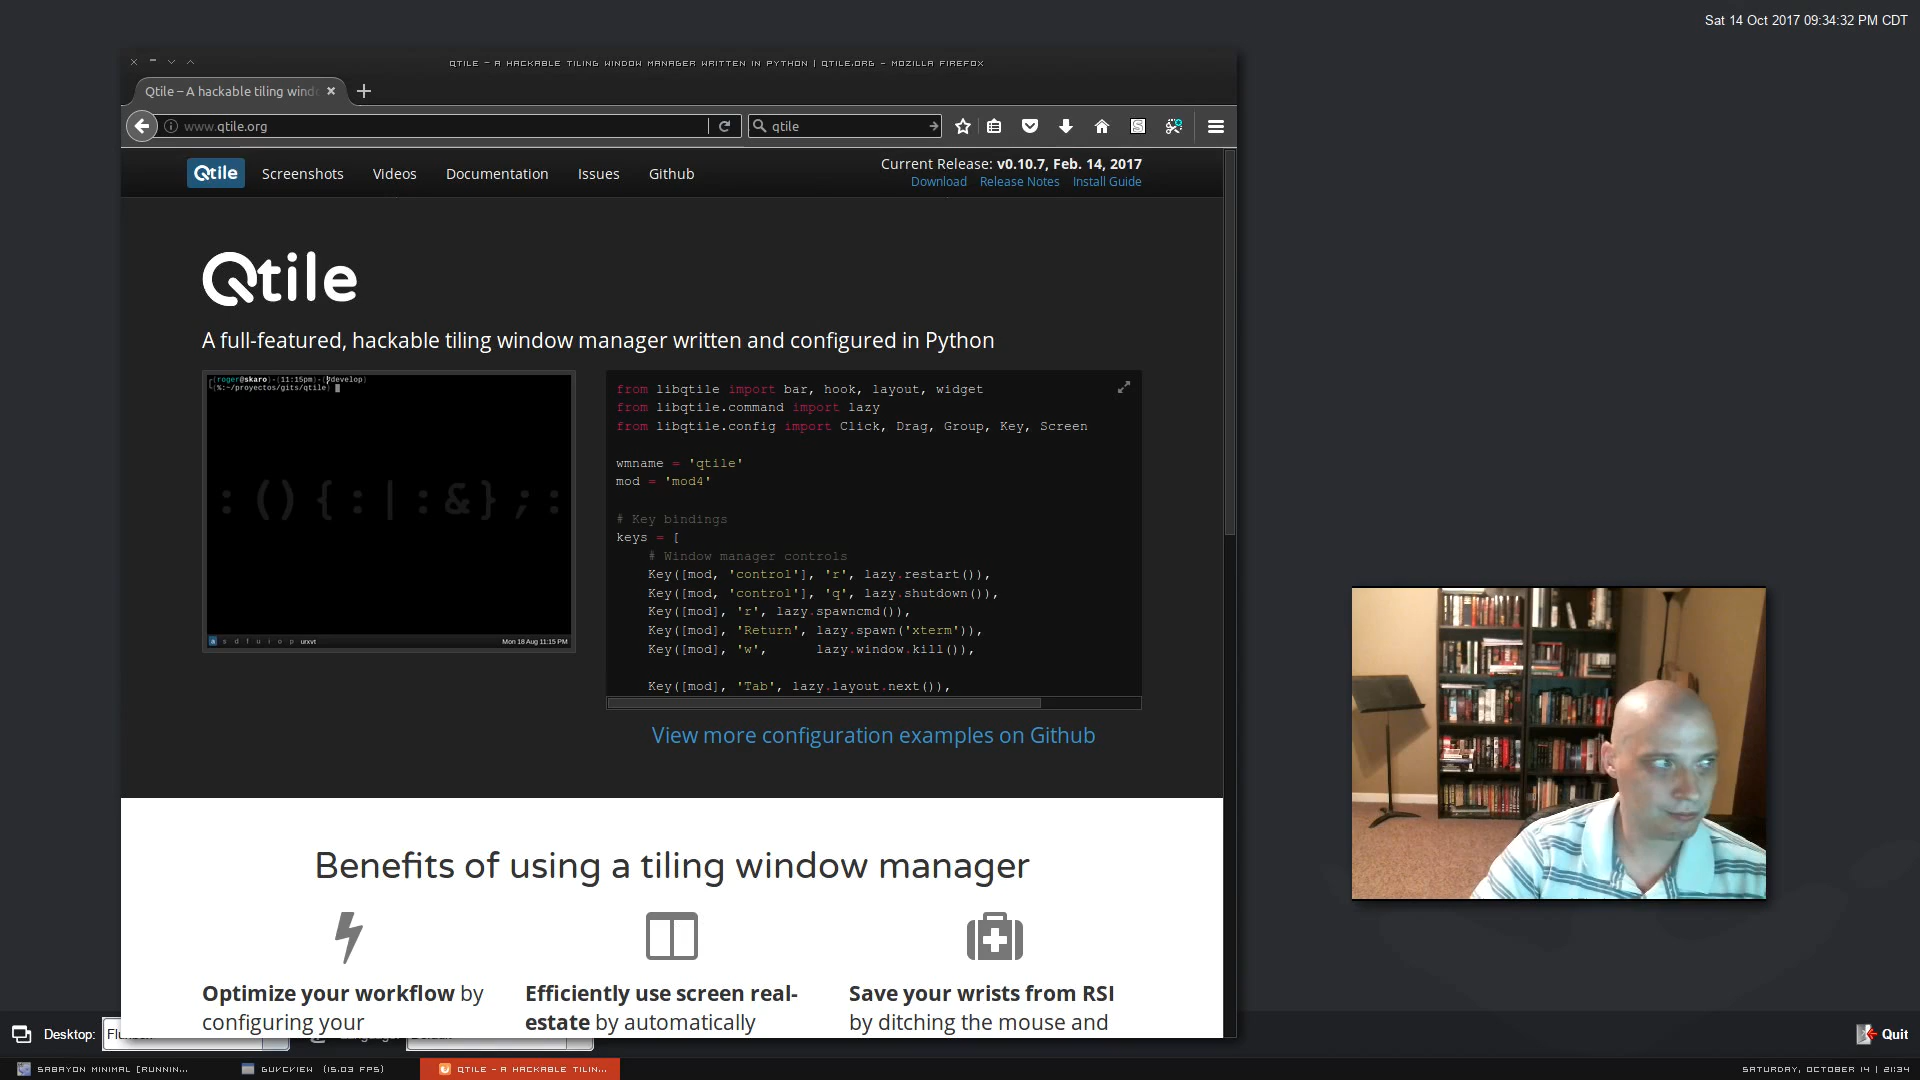 Sat 14 Oct 2017 09:34:32 PM CDT
QTILE - A HACKABLE TILING WINDOW MANAGER WRITTEN IN PYTHON | QTILE.ORG - MOZILLA FIREFOX
Qtile – A hackable tiling wind
www.qtile.org
qtile
Qtile
Screenshots
Videos
Documentation
Issues
Github
Current Release: v0.10.7, Feb. 14, 2017
Download Release Notes Install Guide
Qtile
A full-featured, hackable tiling window manager written and configured in Python
:(){:|:&};:
a s d f u i o p urxvt
Mon 18 Aug 11:15 PM
from libqtile import bar, hook, layout, widget
from libqtile.command import lazy
from libqtile.config import Click, Drag, Group, Key, Screen
wmname = 'qtile'
mod = 'mod4'
# Key bindings
keys = [
# Window manager controls
Key([mod, 'control'], 'r', lazy.restart()),
Key([mod, 'control'], 'q', lazy.shutdown()),
Key([mod], 'r', lazy.spawncmd()),
Key([mod], 'Return', lazy.spawn('xterm')),
Key([mod], 'w', lazy.window.kill()),
Key([mod], 'Tab', lazy.layout.next()),
View more configuration examples on Github
Benefits of using a tiling window manager
Optimize your workflow by
configuring your
Efficiently use screen real-
estate by automatically
Save your wrists from RSI
by ditching the mouse and
Desktop:
Quit
SABAYON MINIMAL [RUNNIN...
GUVCVIEW (15.03 FPS)
QTILE - A HACKABLE TILIN...
SATURDAY, OCTOBER 14 | 21:34